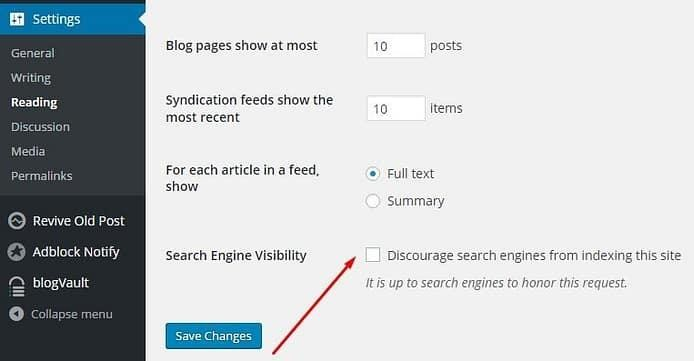 Settings
General
Writing
Reading
Discussion
Media
Permalinks
Revive Old Post
Adblock Notify
blogVault
Collapse menu
Blog pages show at most
10 posts
Syndication feeds show the
most recent
10 items
For each article in a feed,
show
Full text
Summary
Search Engine Visibility
Discourage search engines from indexing this site
It is up to search engines to honor this request.
Save Changes